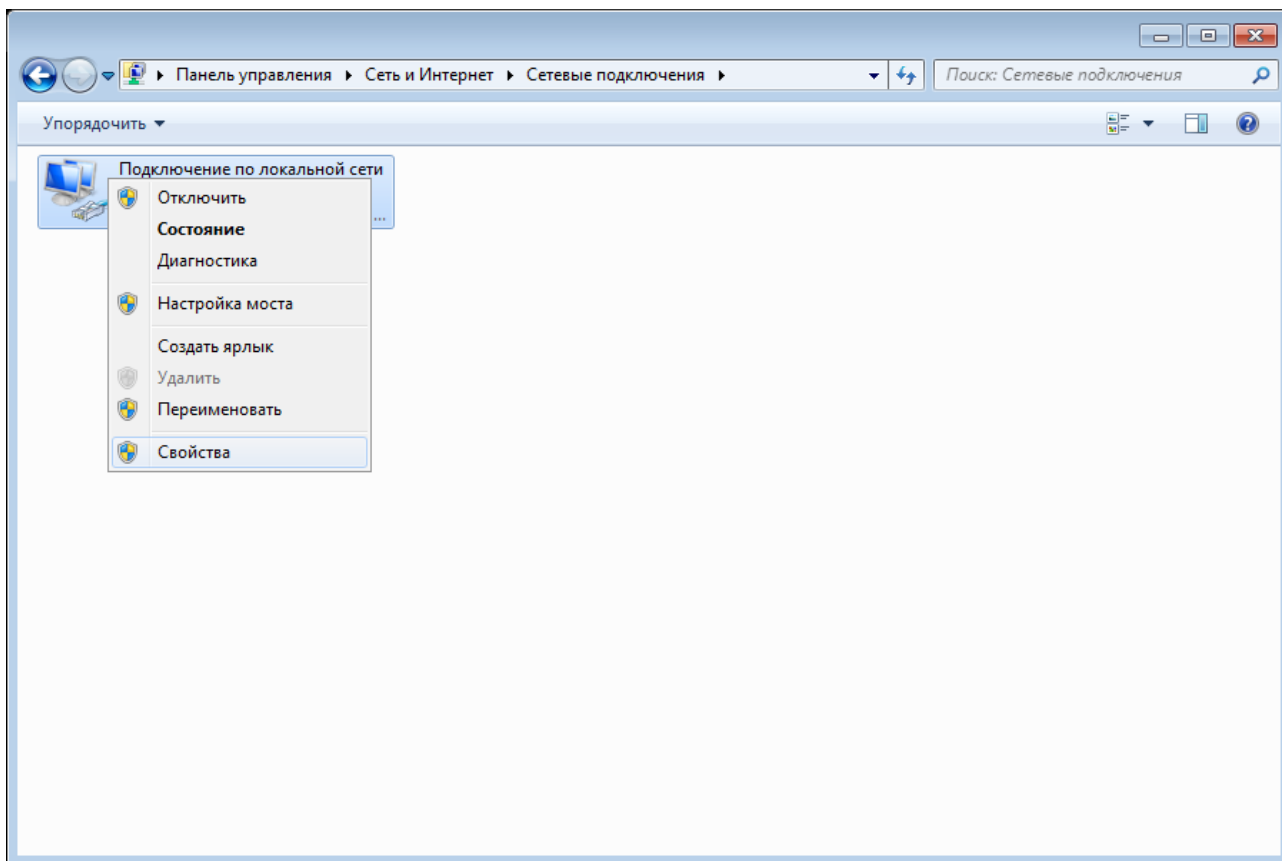 Панель управления Сеть и Интернет Сетевые подключения
Поиск: Сетевые подключения
Упорядочить
Подключение по локальной сети
...
Отключить
Состояние
Диагностика
Настройка моста
Создать ярлык
Удалить
Переименовать
Свойства